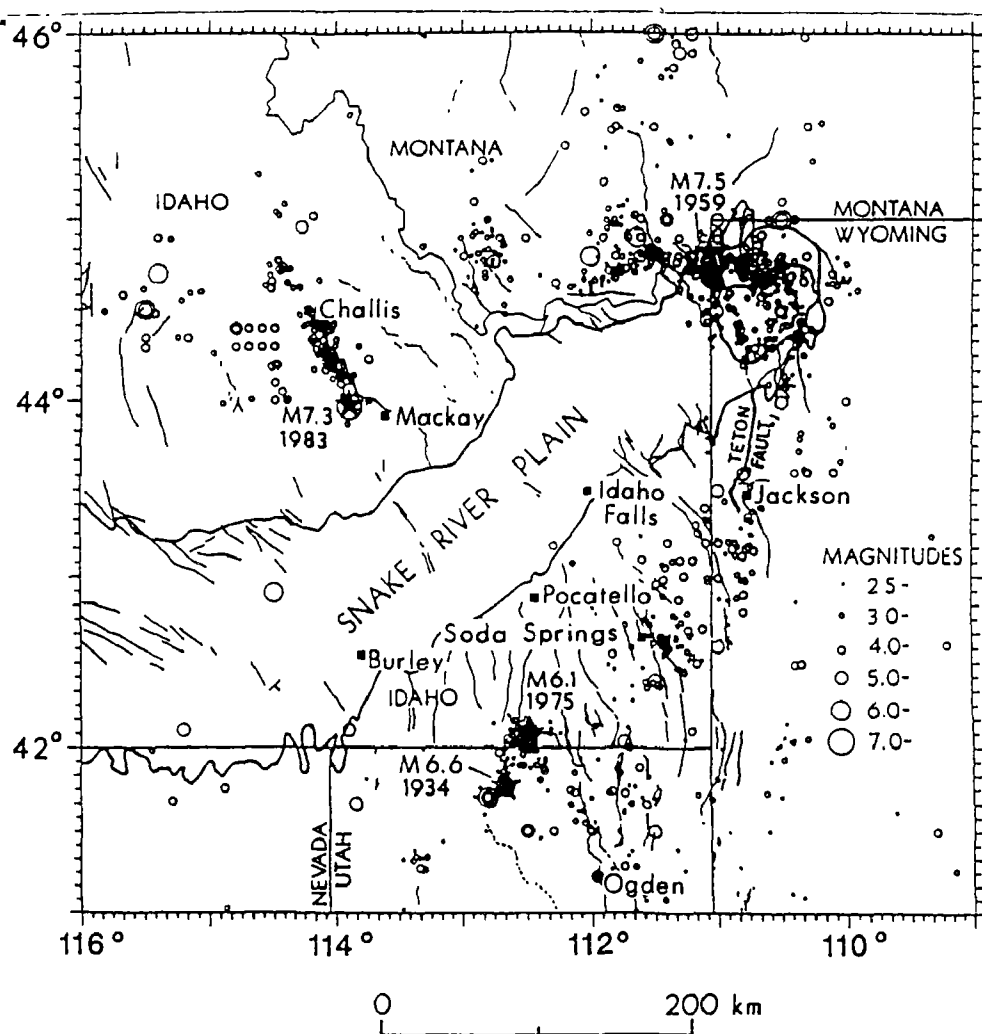 46°
MONTANA
IDAHO
M7.5
1959
MONTANA
WYOMING
Challis
44°
M7.3
1983
Mackay
SNAKE RIVER PLAIN
TETON
FAULT
Idaho
Falls
Jackson
MAGNITUDES
2.5-
3.0-
4.0-
5.0-
6.0-
7.0-
Pocatello
Soda Springs
Burley
IDAHO
M6.1
1975
42°
M6.6
1934
NEVADA
UTAH
Ogden
116°
114°
112°
110°
0
200 km